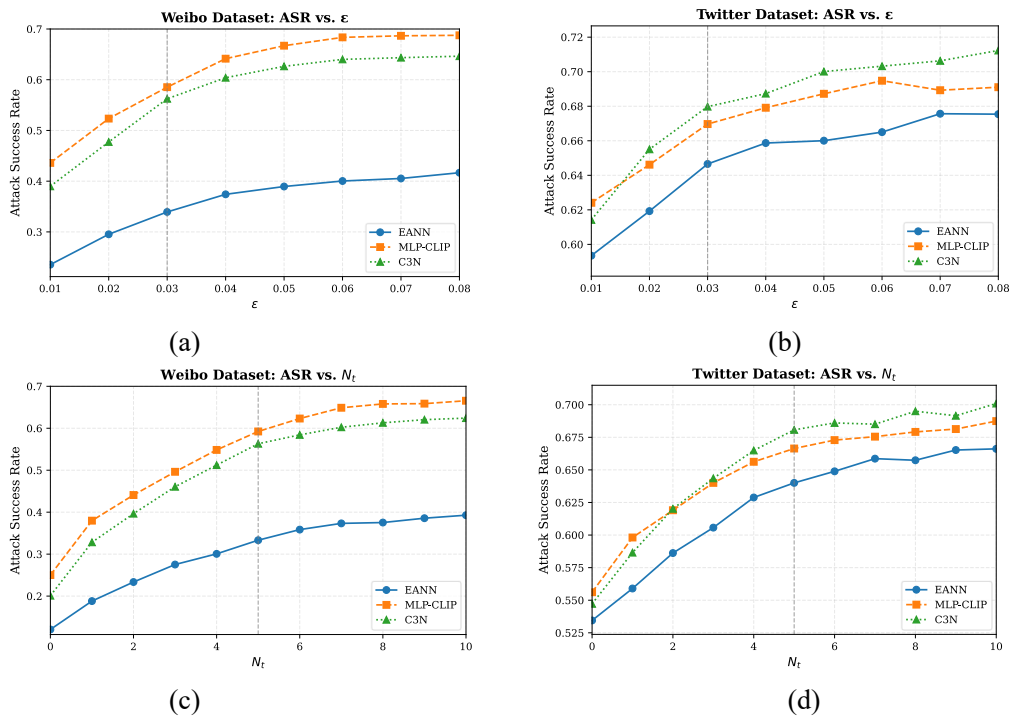 Weibo Dataset: ASR vs. ε
Attack Success Rate
0.7
0.6
0.5
0.4
0.3
0.01 0.02 0.03 0.04 0.05 0.06 0.07 0.08
ε
EANN
MLP-CLIP
C3N
(a)
Twitter Dataset: ASR vs. ε
Attack Success Rate
0.72
0.70
0.68
0.66
0.64
0.62
0.60
0.01 0.02 0.03 0.04 0.05 0.06 0.07 0.08
ε
EANN
MLP-CLIP
C3N
(b)
Weibo Dataset: ASR vs. Nₜ
Attack Success Rate
0.7
0.6
0.5
0.4
0.3
0.2
0 2 4 6 8 10
Nₜ
EANN
MLP-CLIP
C3N
(c)
Twitter Dataset: ASR vs. Nₜ
Attack Success Rate
0.700
0.675
0.650
0.625
0.600
0.575
0.550
0.525
0 2 4 6 8 10
Nₜ
EANN
MLP-CLIP
C3N
(d)